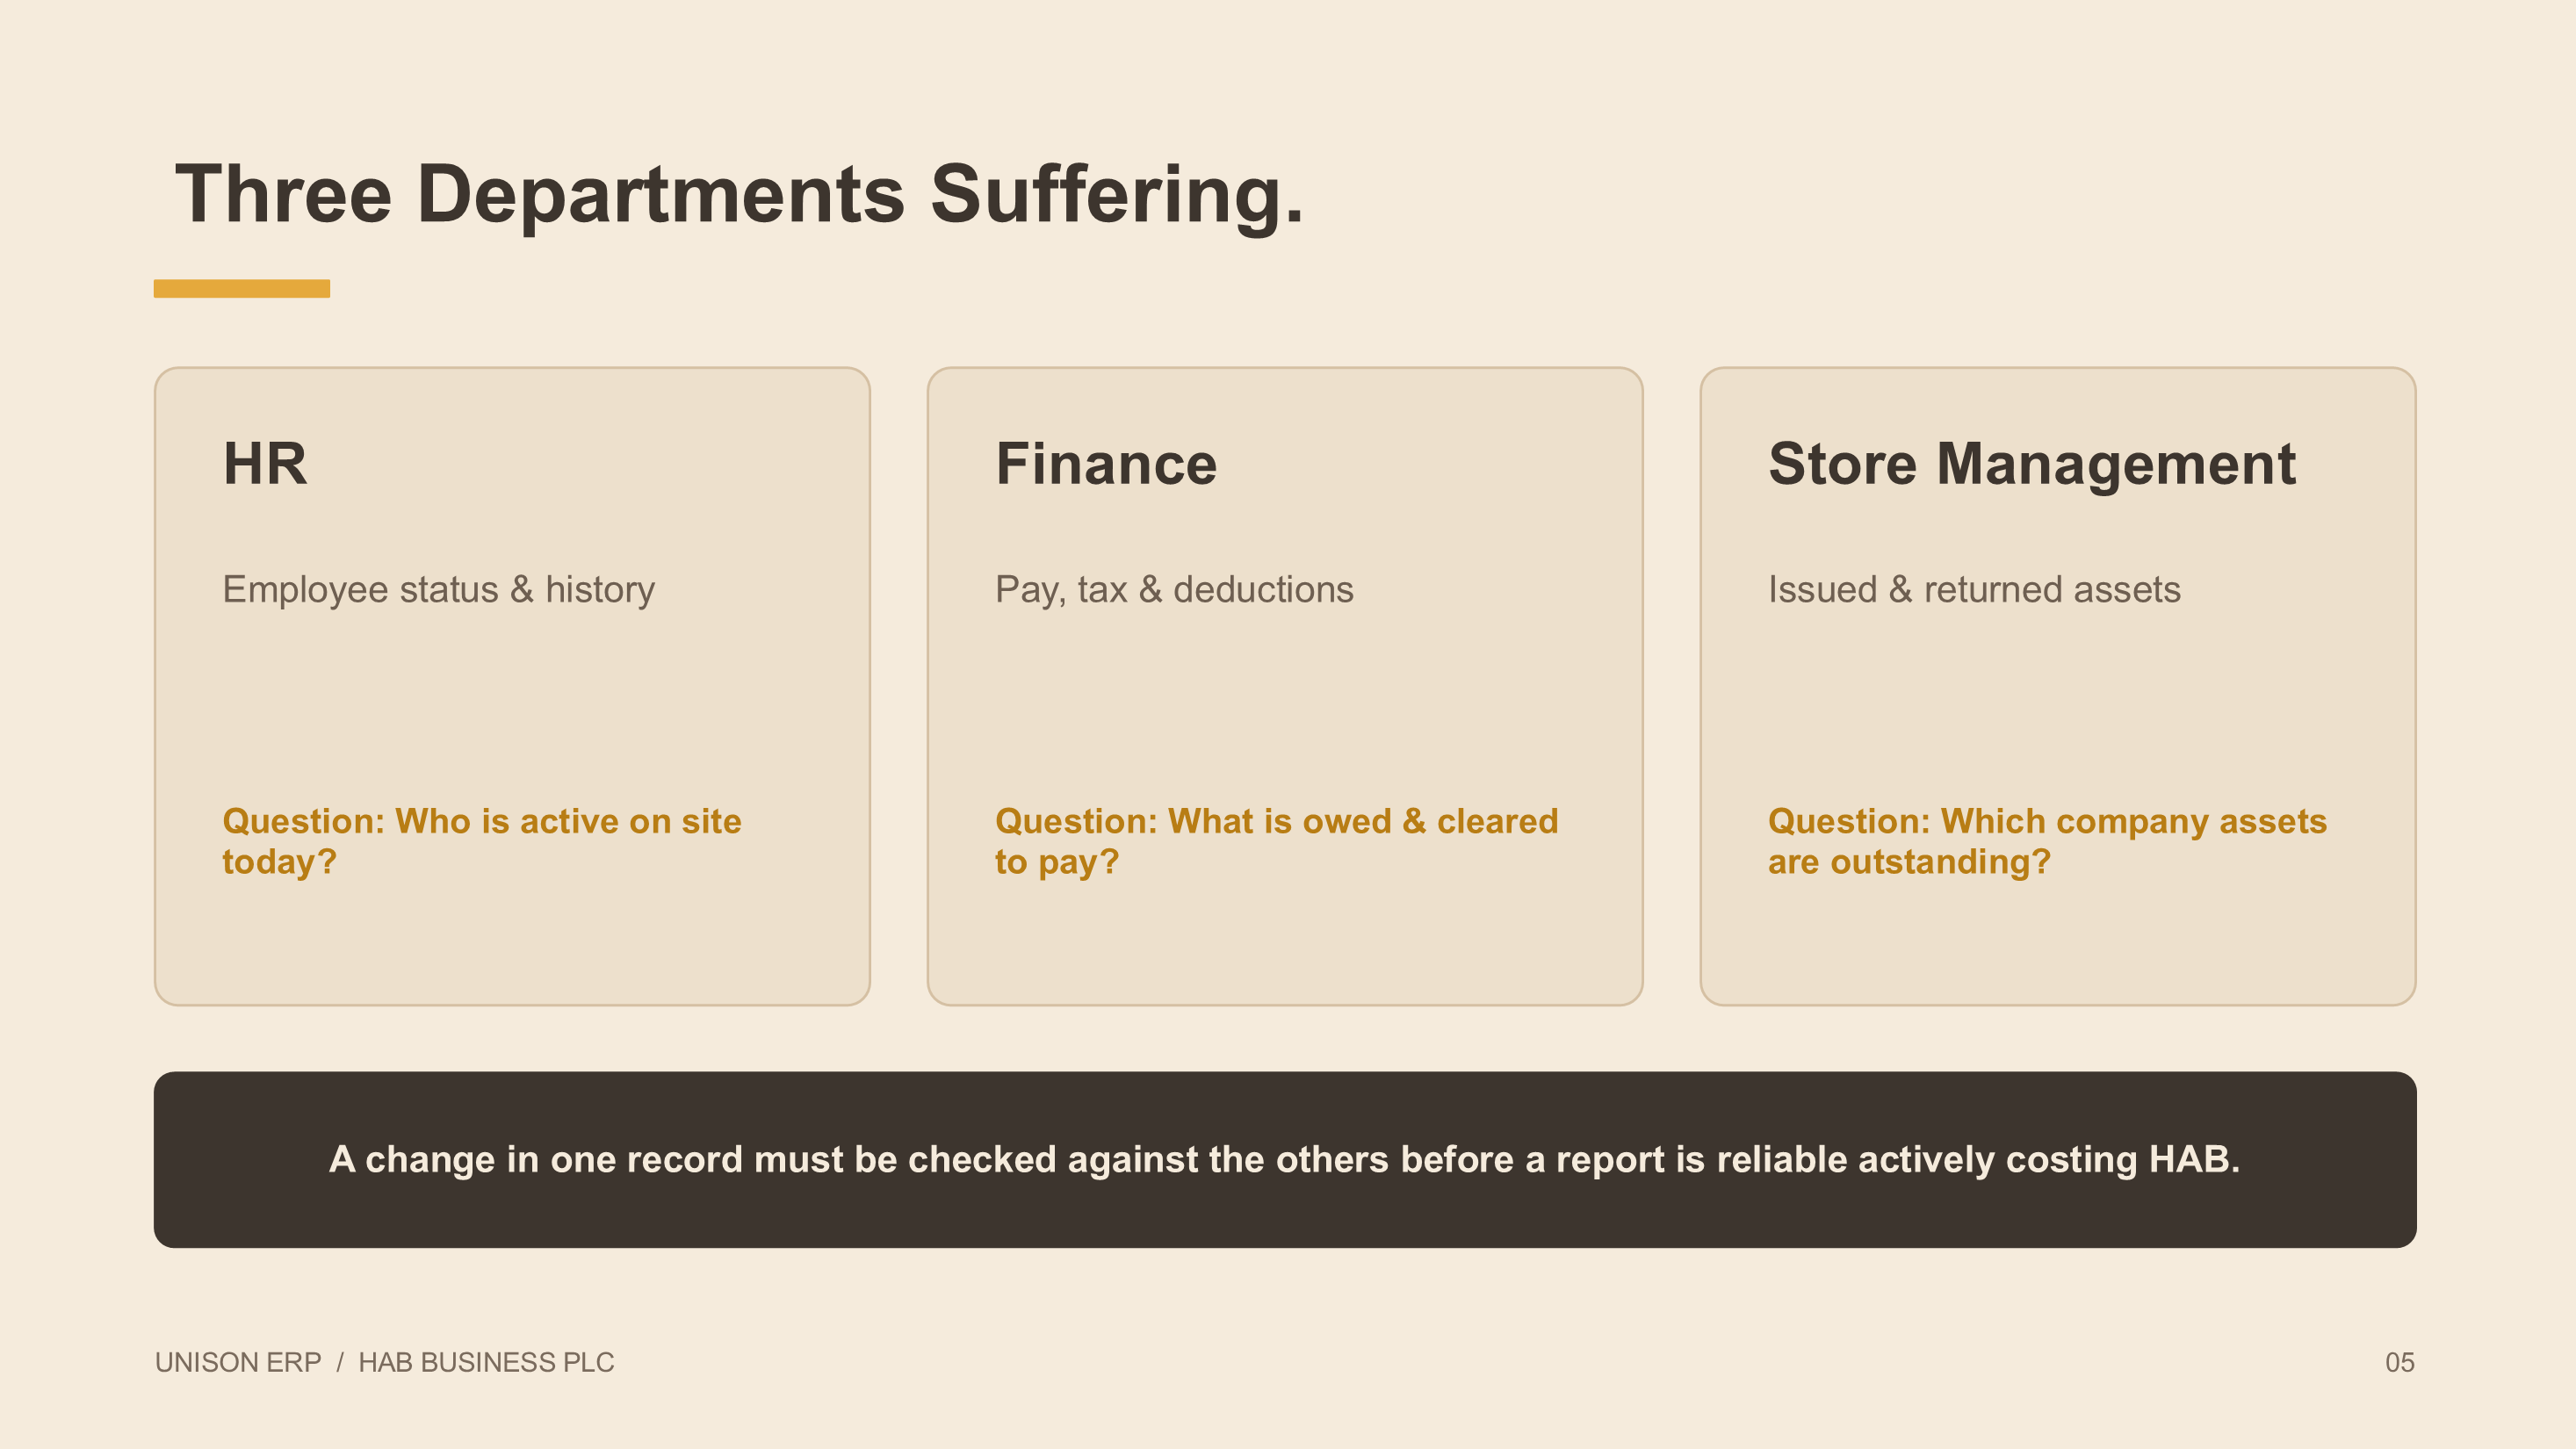 Three Departments Suffering.
HR
Employee status & history
Question: Who is active on site
today?
Finance
Pay, tax & deductions
Question: What is owed & cleared
to pay?
Store Management
Issued & returned assets
Question: Which company assets
are outstanding?
A change in one record must be checked against the others before a report is reliable actively costing HAB.
UNISON ERP / HAB BUSINESS PLC
05